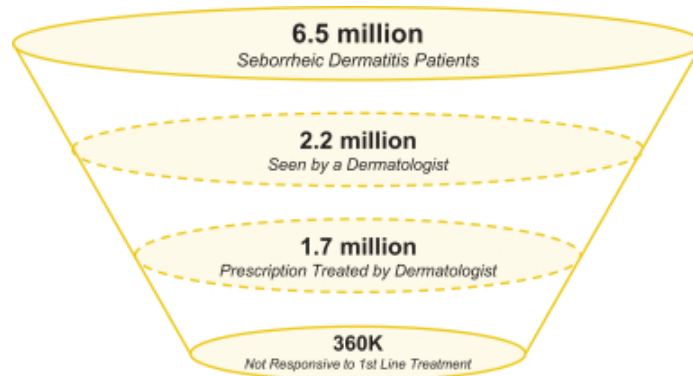 6.5 million
Seborrheic Dermatitis Patients
2.2 million
Seen by a Dermatologist
1.7 million
Prescription Treated by Dermatologist
360K
Not Responsive to 1st Line Treatment